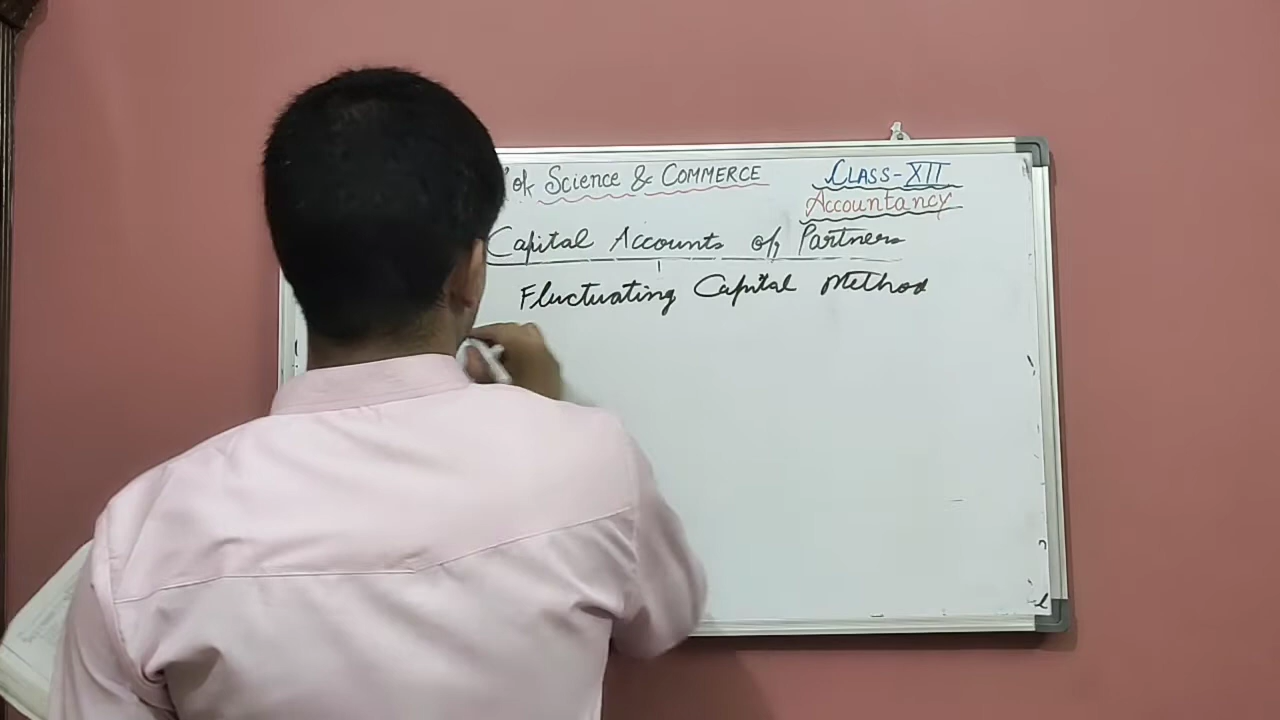 of Science & COMMERCE
CLASS-XII
Accountancy
Capital Accounts of Partners
Fluctuating Capital Method